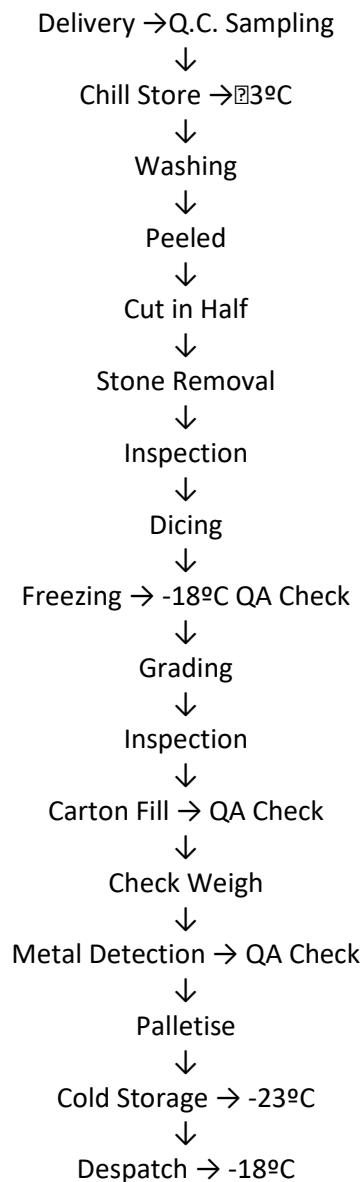 Delivery →Q.C. Sampling
↓
Chill Store →⍰3ºC
↓
Washing
↓
Peeled
↓
Cut in Half
↓
Stone Removal
↓
Inspection
↓
Dicing
↓
Freezing → -18ºC QA Check
↓
Grading
↓
Inspection
↓
Carton Fill → QA Check
↓
Check Weigh
↓
Metal Detection → QA Check
↓
Palletise
↓
Cold Storage → -23ºC
↓
Despatch → -18ºC